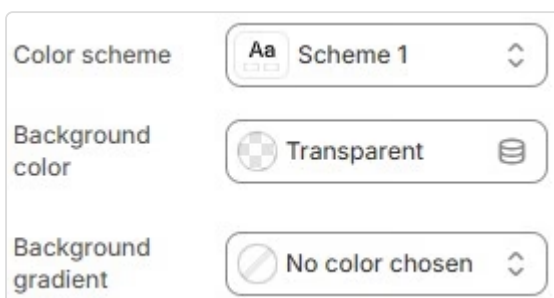 Color scheme
Aa Scheme 1
Background
color
Transparent
Background
gradient
No color chosen